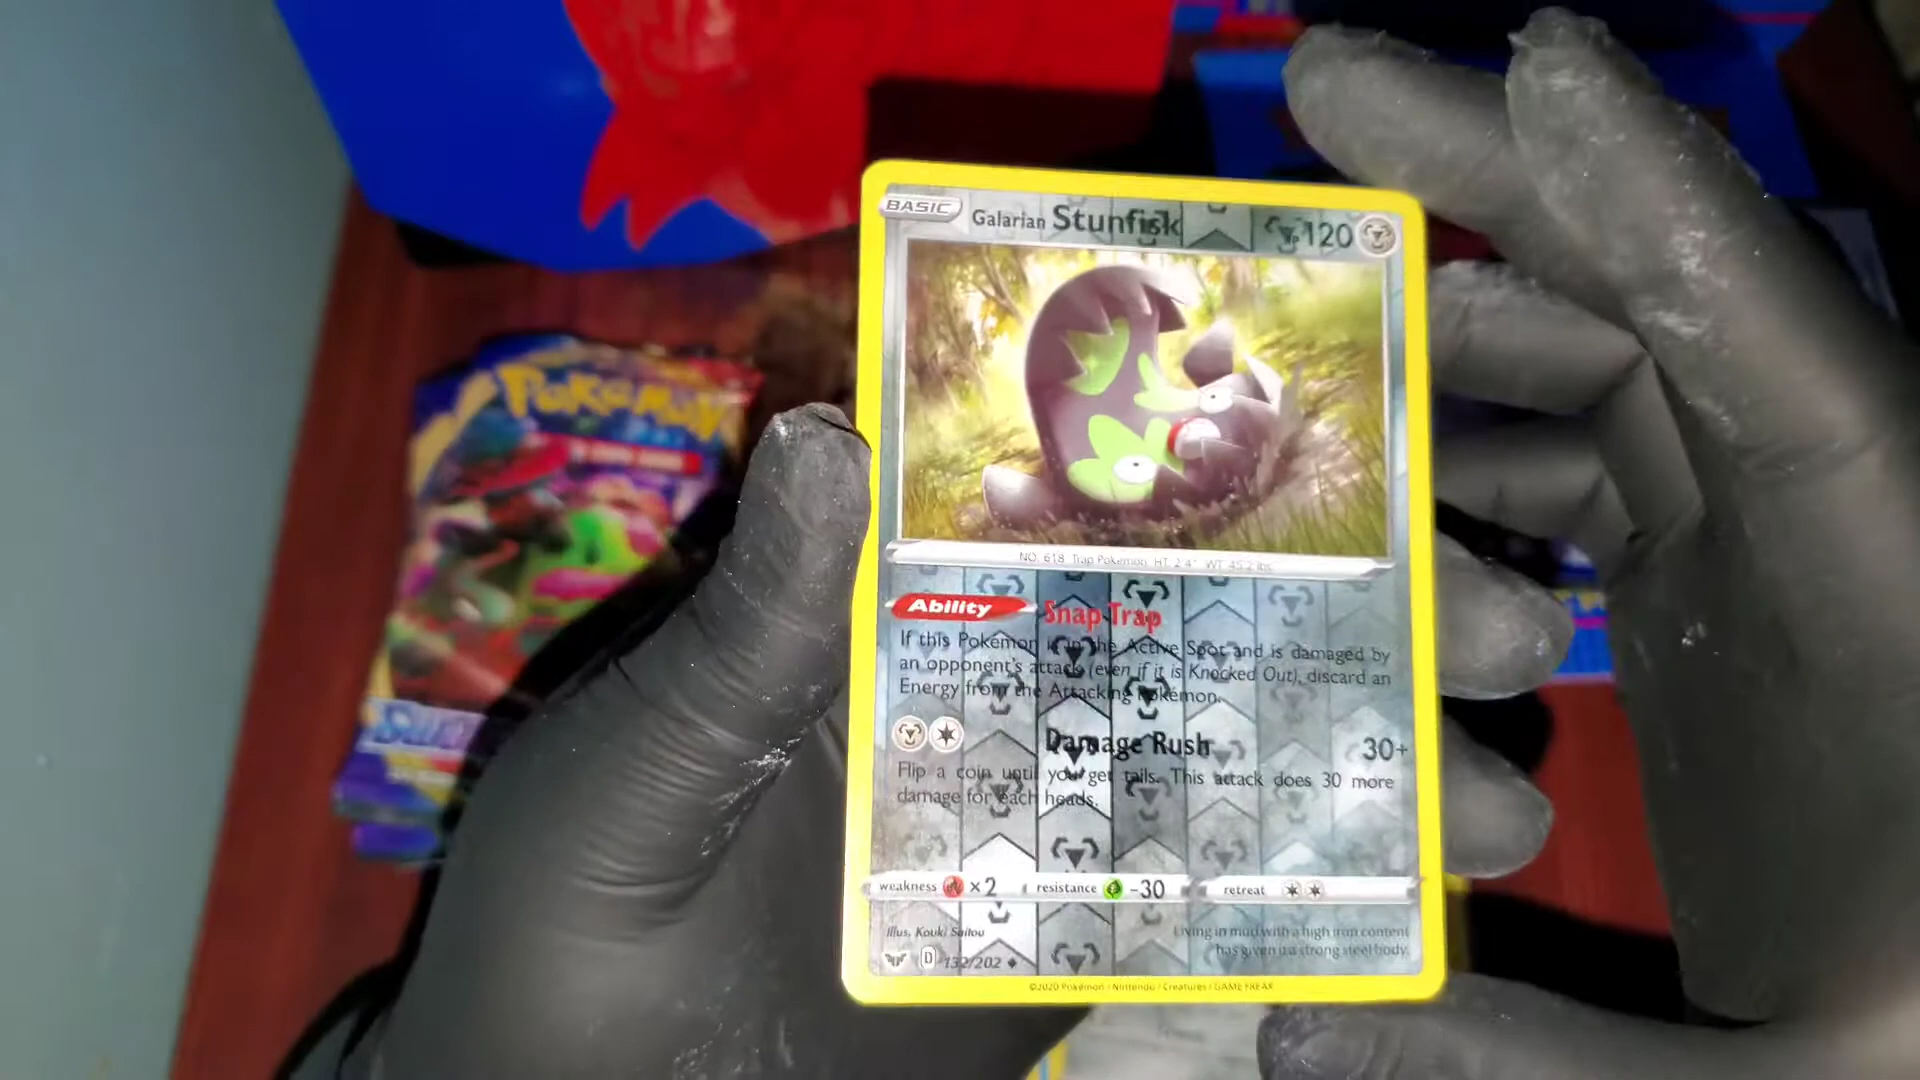 BASIC Galarian Stunfisk HP 120
NO. 618 Trap Pokémon HT: 2'4" WT: 45.2 lbs.
Ability Snap Trap
If this Pokémon is in the Active Spot and is damaged by
an opponent's attack (even if it is Knocked Out), discard an
Energy from the Attacking Pokémon.
Damage Rush 30+
Flip a coin until you get tails. This attack does 30 more
damage for each heads.
weakness ×2 resistance -30 retreat
Illus. Kouki Saitou
Living in mud with a high iron content
has given it a strong steel body.
D 132/202
©2020 Pokémon / Nintendo / Creatures / GAME FREAK
POKéMON